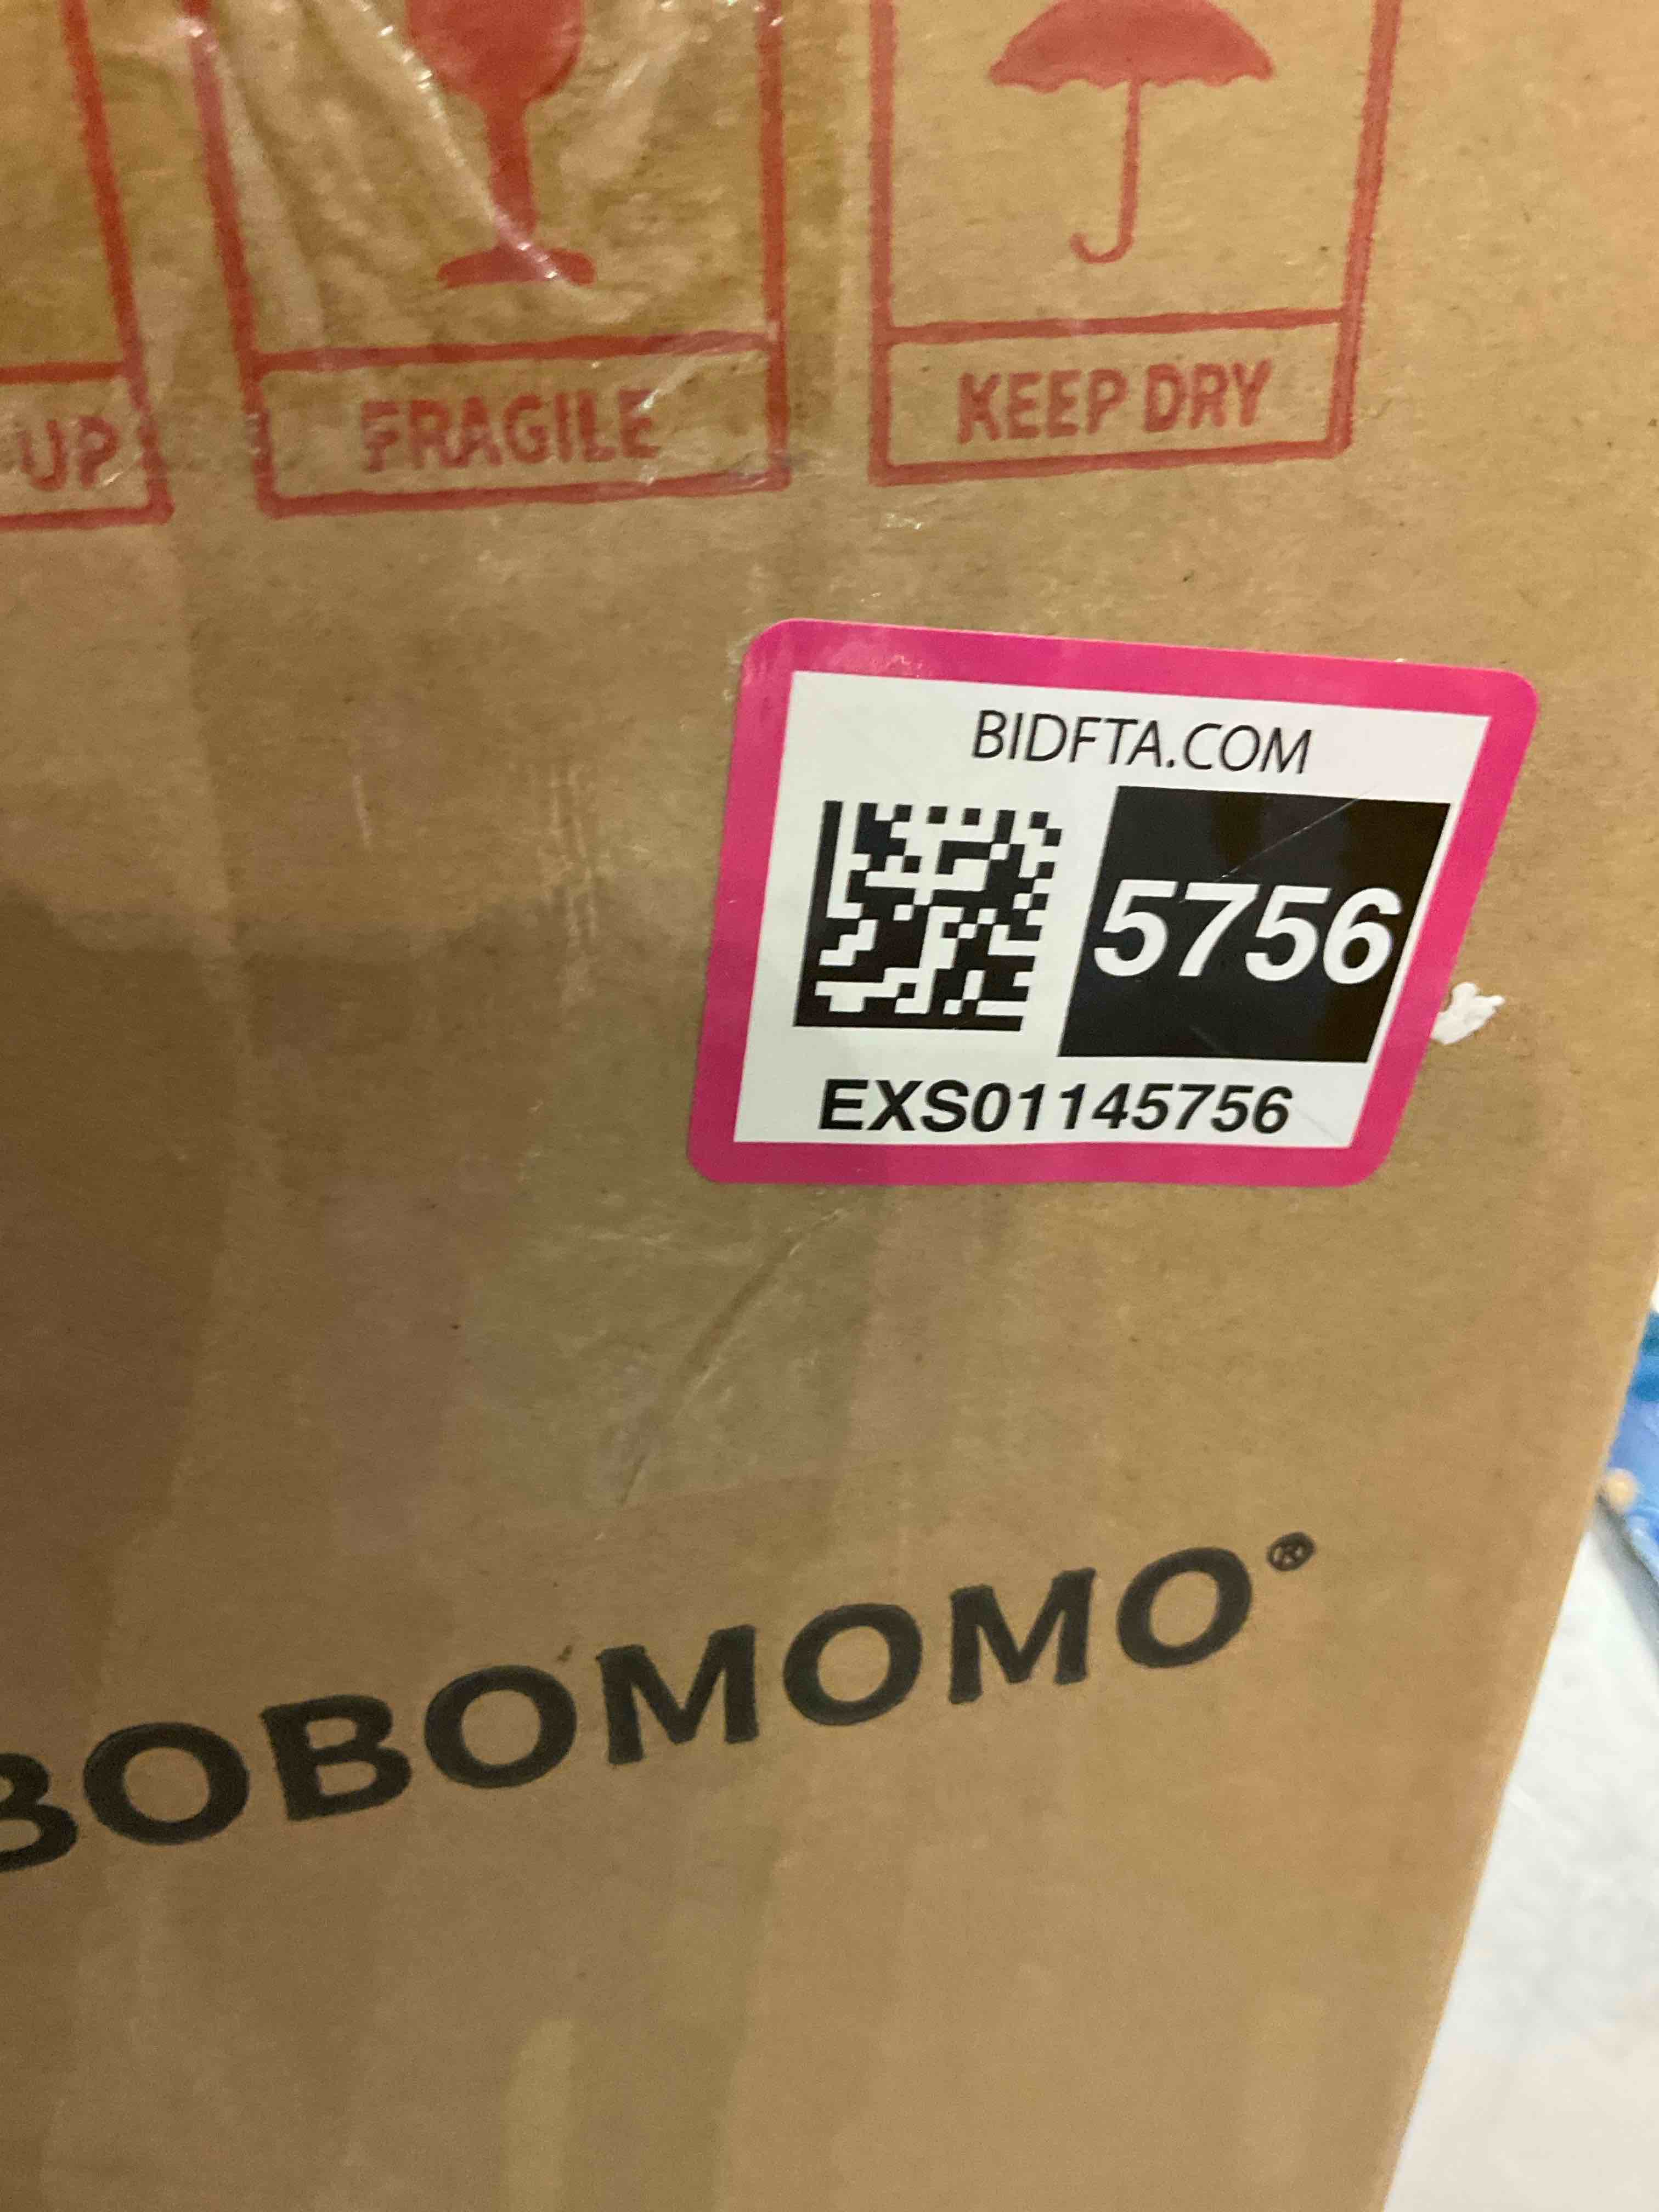 UP
FRAGILE
KEEP DRY
BIDFTA.COM
5756
EXS01145756
BOBOMOMO®